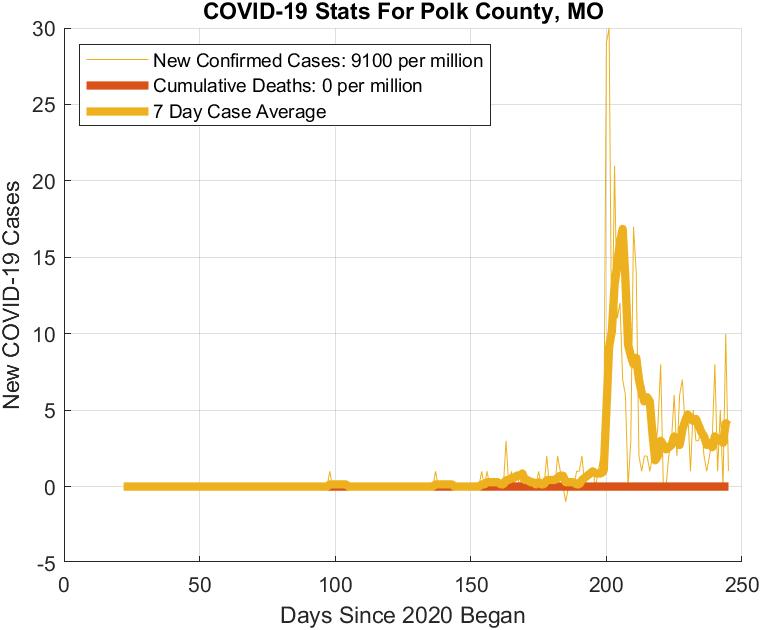 COVID-19 Stats For Polk County, MO
New Confirmed Cases: 9100 per million
Cumulative Deaths: 0 per million
7 Day Case Average
New COVID-19 Cases
30
25
20
15
10
5
0
-5
0 50 100 150 200 250
Days Since 2020 Began